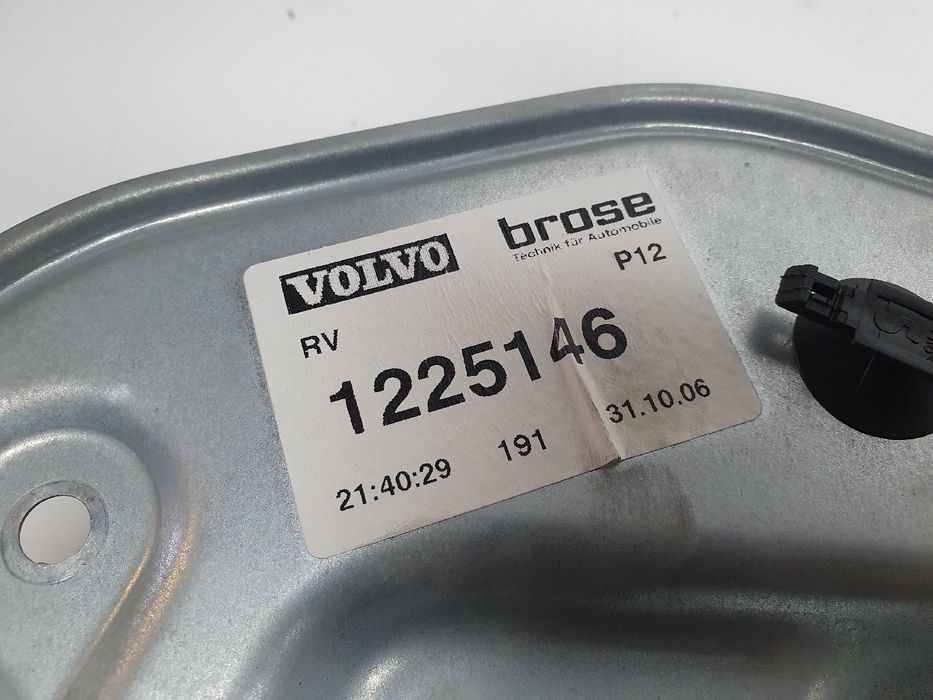 VOLVO
brose
Technik für Automobile
RV
P12
1225146
21:40:29 191 31.10.06